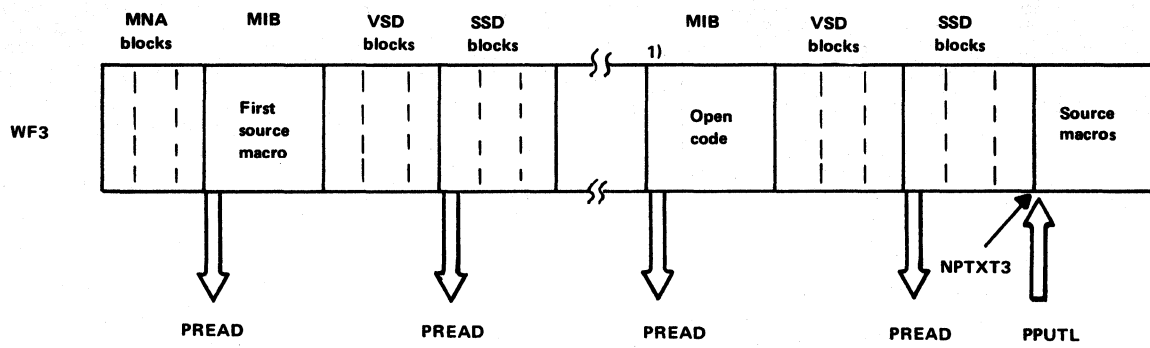 MNA
blocks
MIB
VSD
blocks
SSD
blocks
MIB
VSD
blocks
SSD
blocks
1)
WF3
First
source
macro
Open
code
Source
macros
NPTXT3
PREAD
PREAD
PREAD
PREAD
PPUTL